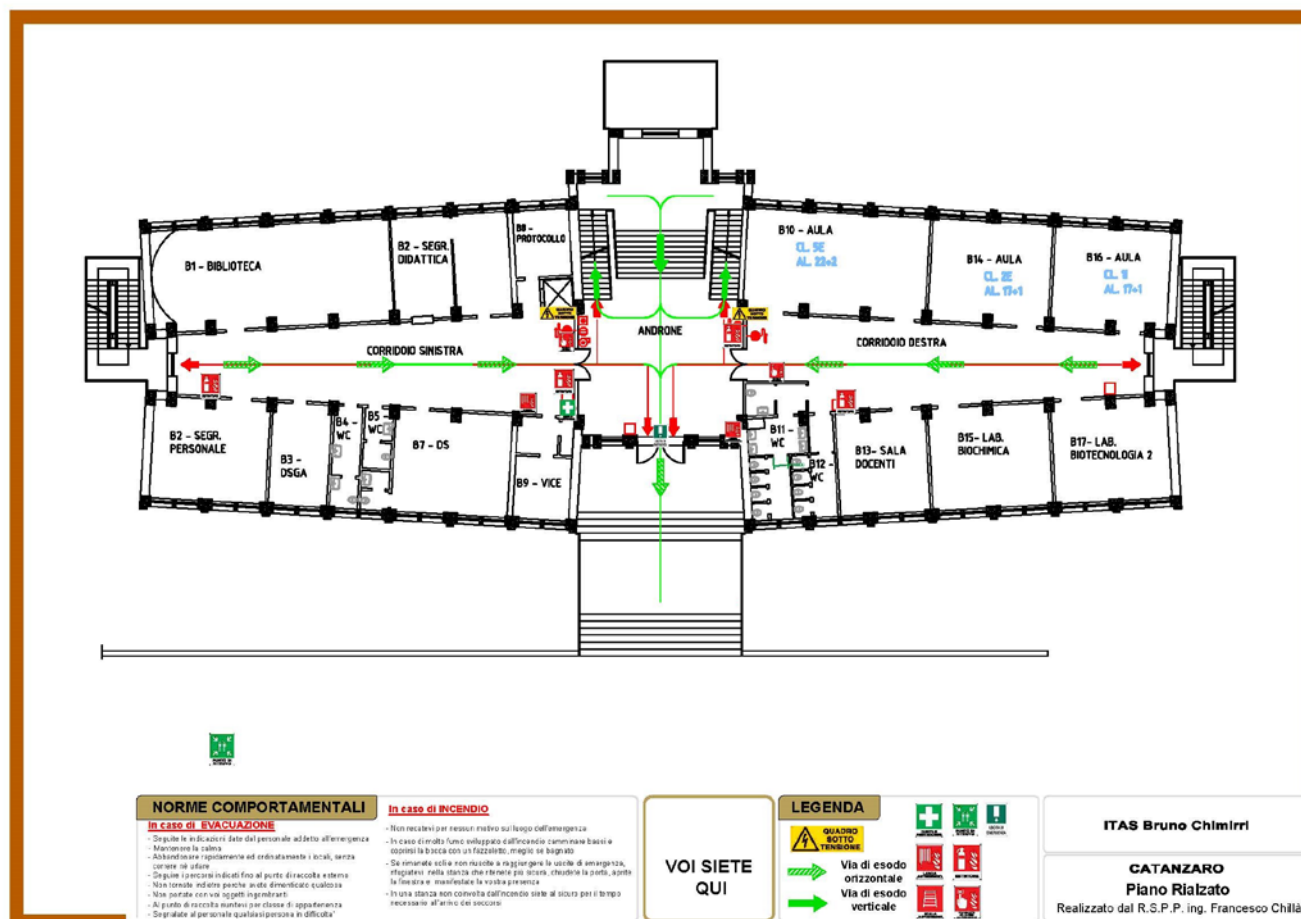 B8 -
PROTOCOLLO
B1 - BIBLIOTECA
B2 - SEGR.
DIDATTICA
B10 - AULA
CL. 5E
AL. 22+2
B14 - AULA
CL. 2E
AL. 17+1
B16 - AULA
CL. 1I
AL. 17+1
ANDRONE
CORRIDOIO SINISTRA
CORRIDOIO DESTRA
B2 - SEGR.
PERSONALE
B3 -
DSGA
B4 -
WC
B5 -
WC
B7 - DS
B9 - VICE
B11 -
WC
B12 -
WC
B13- SALA
DOCENTI
B15- LAB.
BIOCHIMICA
B17- LAB.
BIOTECNOLOGIA 2
NORME COMPORTAMENTALI
In caso di EVACUAZIONE
- Seguite le indicazioni date dal personale addetto all'emergenza
- Mantenere la calma
- Abbandonare rapidamente ed ordinatamente i locali, senza
correre né urlare
- Seguire i percorsi indicati fino al punto di raccolta esterno
- Non tornate indietro perché avete dimenticato qualcosa
- Non portate con voi oggetti ingombranti
- Al punto di raccolta riunitevi per classe di appartenenza
- Segnalate al personale qualsiasi persona in difficolta'
In caso di INCENDIO
- Non recatevi per nessun motivo sul luogo dell'emergenza
- In caso di molto fumo sviluppato dall'incendio camminare bassi e
coprirsi la bocca con un fazzoletto, meglio se bagnato
- Se rimanete soli e non riuscite a raggiungere le uscite di emergenza,
rifugiatevi nella stanza che ritenete più sicura, chiudete la porta, aprite
la finestra e manifestate la vostra presenza
- In una stanza non coinvolta dall'incendio siete al sicuro per il tempo
necessario all'arrivo dei soccorsi
VOI SIETE
QUI
LEGENDA
QUADRO
SOTTO
TENSIONE
Via di esodo
orizzontale
Via di esodo
verticale
ITAS Bruno Chimirri
CATANZARO
Piano Rialzato
Realizzato dal R.S.P.P. ing. Francesco Chillà